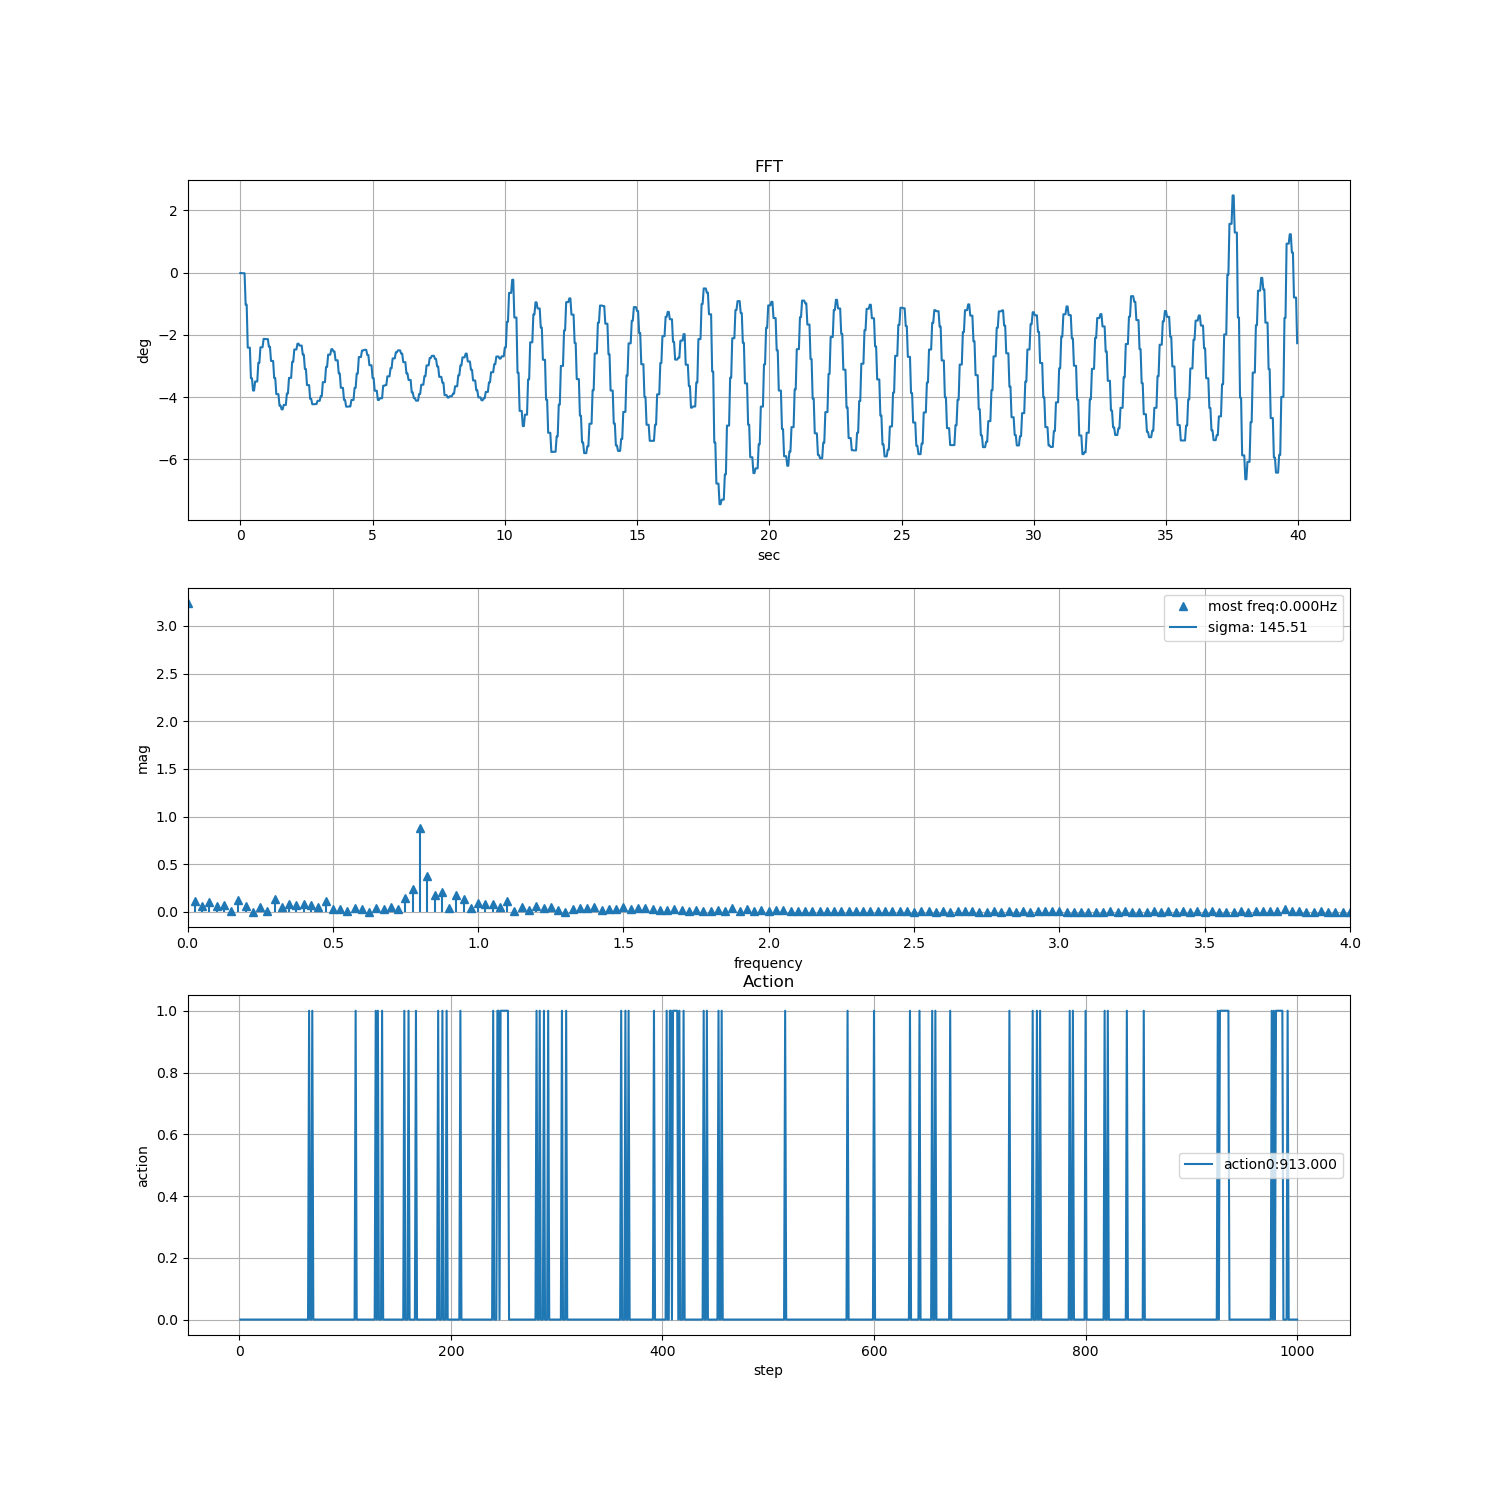 FFT
2
0
−2
−4
−6
deg
0 5 10 15 20 25 30 35 40
sec
most freq:0.000Hz
sigma: 145.51
3.0
2.5
2.0
1.5
1.0
0.5
0.0
mag
0.0 0.5 1.0 1.5 2.0 2.5 3.0 3.5 4.0
frequency
Action
1.0
0.8
0.6
0.4
0.2
0.0
action
action0:913.000
0 200 400 600 800 1000
step